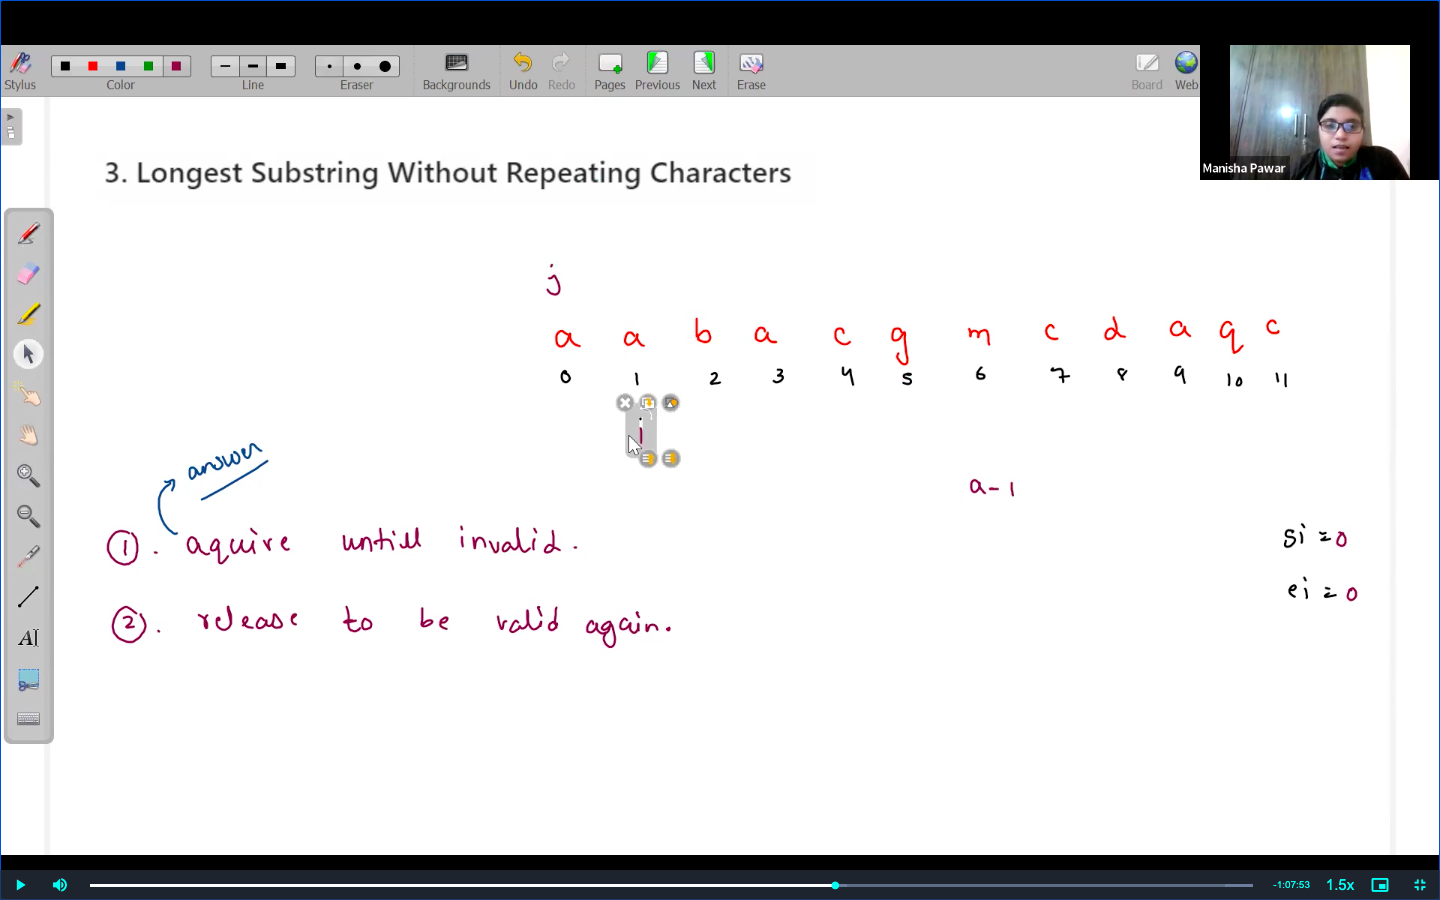 Stylus Color Line Eraser Backgrounds Undo Redo Pages Previous Next Erase Board Web
Manisha Pawar
3. Longest Substring Without Repeating Characters
j
a a b a c g m c d a q c
0 1 2 3 4 5 6 7 8 9 10 11
i
answer
a - 1
① . aquire untill invalid.
si = 0
ei = 0
② . release to be valid again.
AI
-1:07:53 1.5x